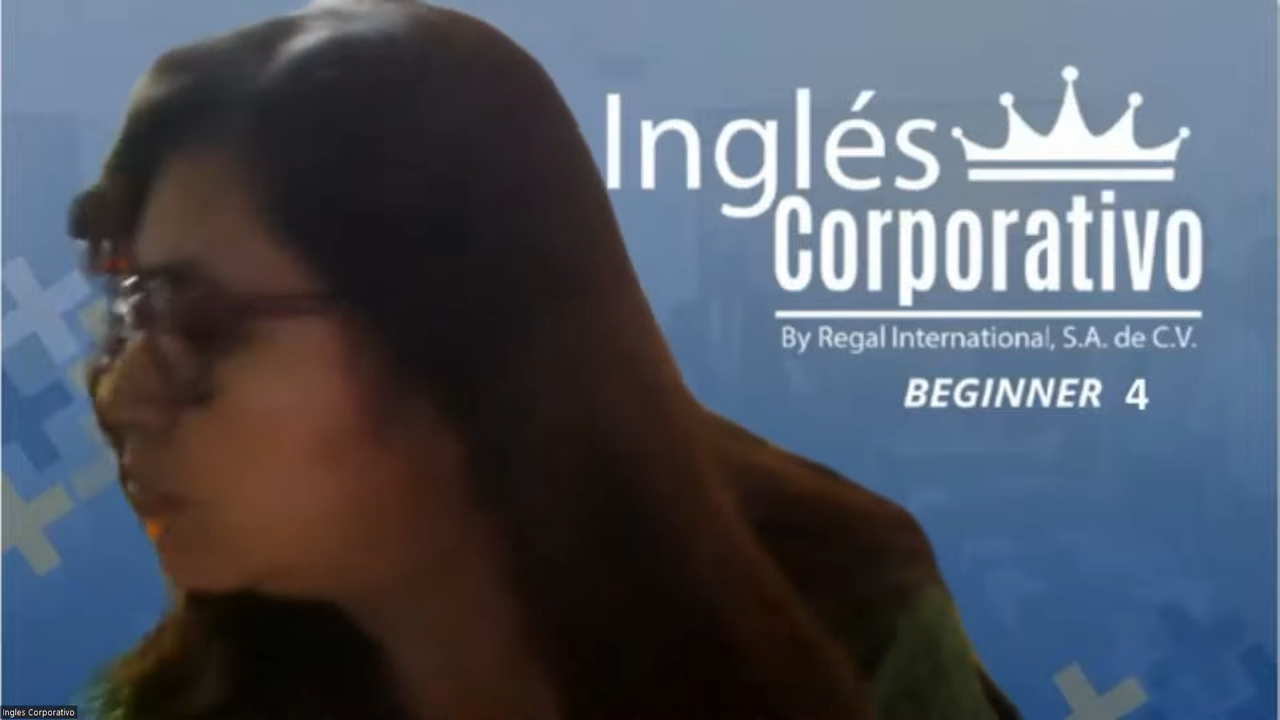 Inglés
Corporativo
By Regal International, S.A. de C.V.
BEGINNER 4
Ingles Corporativo